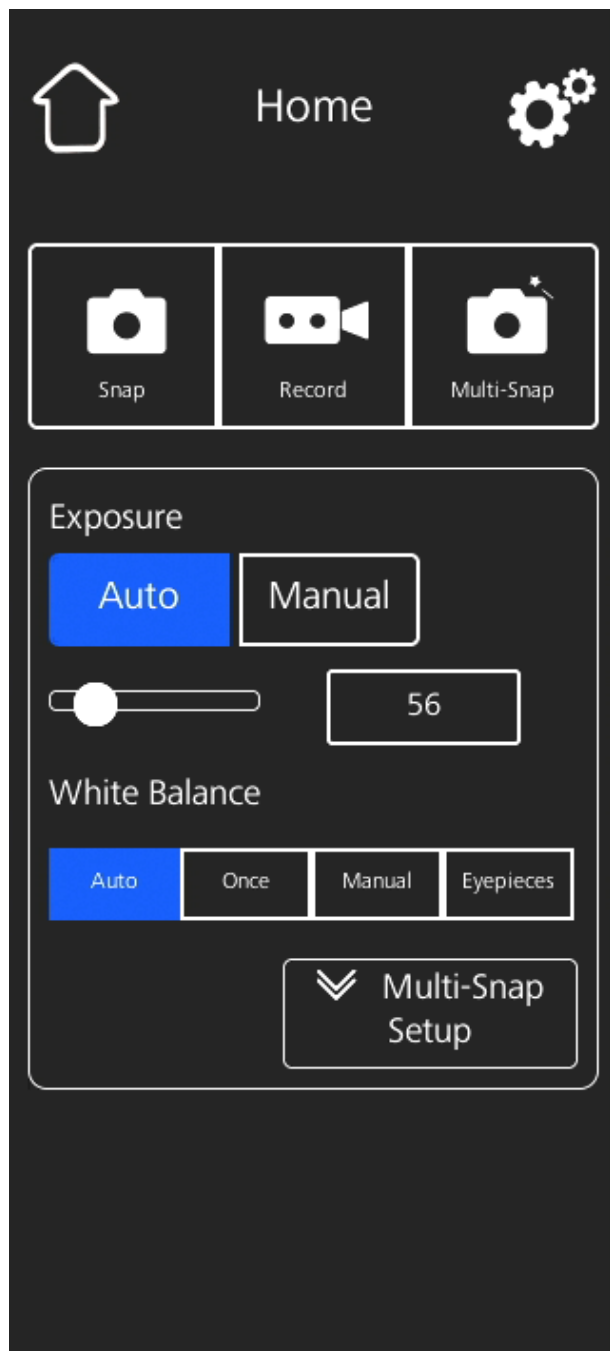 Home
Snap
Record
Multi-Snap
Exposure
Auto
Manual
56
White Balance
Auto
Once
Manual
Eyepieces
Multi-Snap
Setup